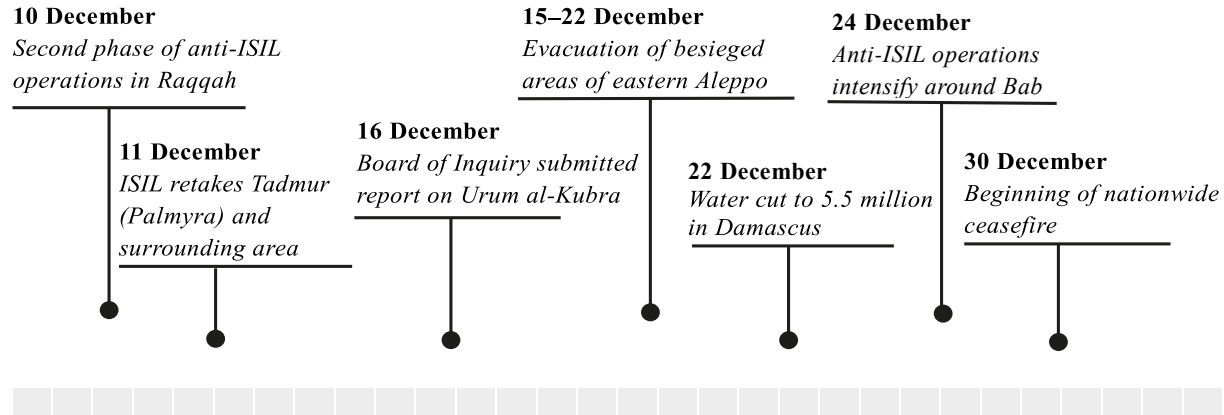 10 December
Second phase of anti-ISIL
operations in Raqqah
11 December
ISIL retakes Tadmur
(Palmyra) and
surrounding area
16 December
Board of Inquiry submitted
report on Urum al-Kubra
15–22 December
Evacuation of besieged
areas of eastern Aleppo
22 December
Water cut to 5.5 million
in Damascus
24 December
Anti-ISIL operations
intensify around Bab
30 December
Beginning of nationwide
ceasefire